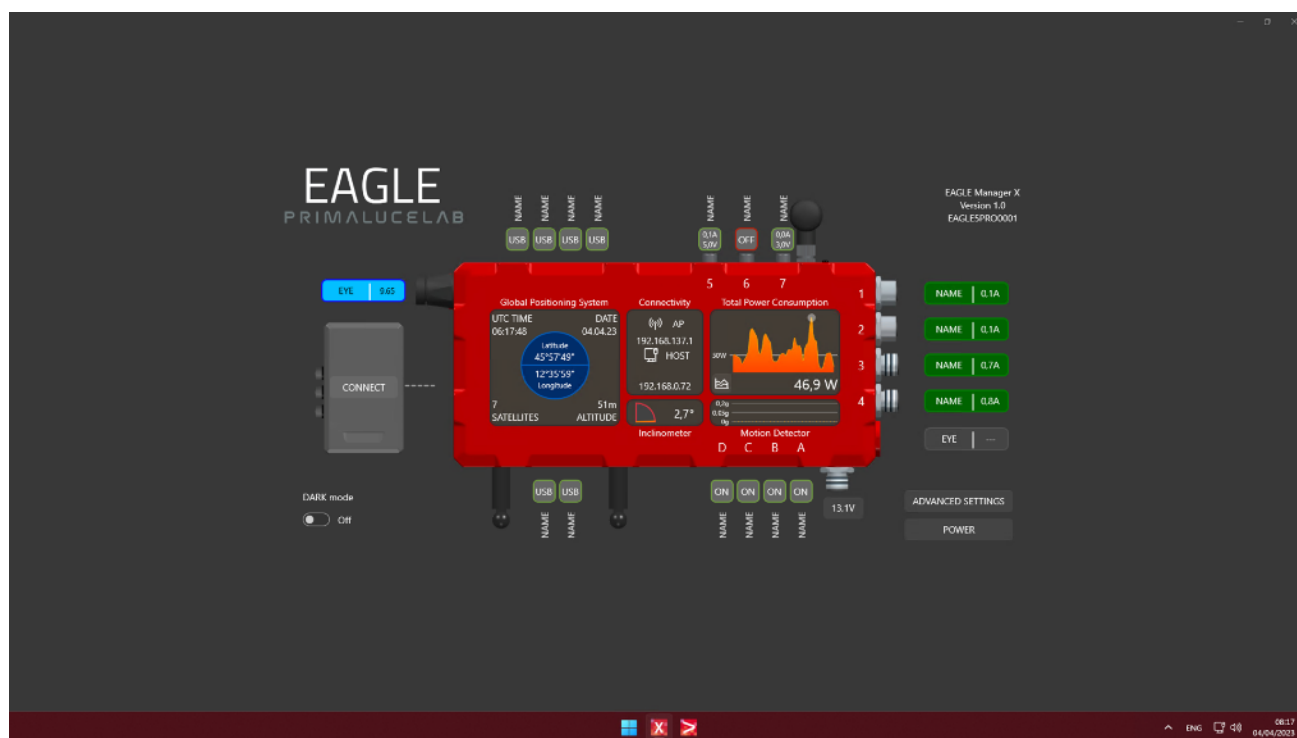 EAGLE
PRIMALUCELAB
EAGLE Manager X
Version 1.0
EAGLE5PRO0001
NAME NAME NAME NAME
USB USB USB USB
NAME NAME NAME
0,1A 5,0V
OFF
0,0A 3,0V
5 6 7
EYE 9.65
CONNECT
Global Positioning System
UTC TIME DATE
06:17:48 04.04.23
Latitude
45°57'49"
12°35'59"
Longitude
7 51m
SATELLITES ALTITUDE
Connectivity
AP
192.168.137.1
HOST
192.168.0.72
2,7°
Inclinometer
Total Power Consumption
50W
46,9 W
0,2g
0g
Motion Detector
D C B A
1
2
3
4
NAME 0,1A
NAME 0,1A
NAME 0,7A
NAME 0,8A
EYE ---
USB USB
NAME NAME
ON ON ON ON
NAME NAME NAME NAME
13.1V
DARK mode
Off
ADVANCED SETTINGS
POWER
X
ENG
08:17
04/04/2023